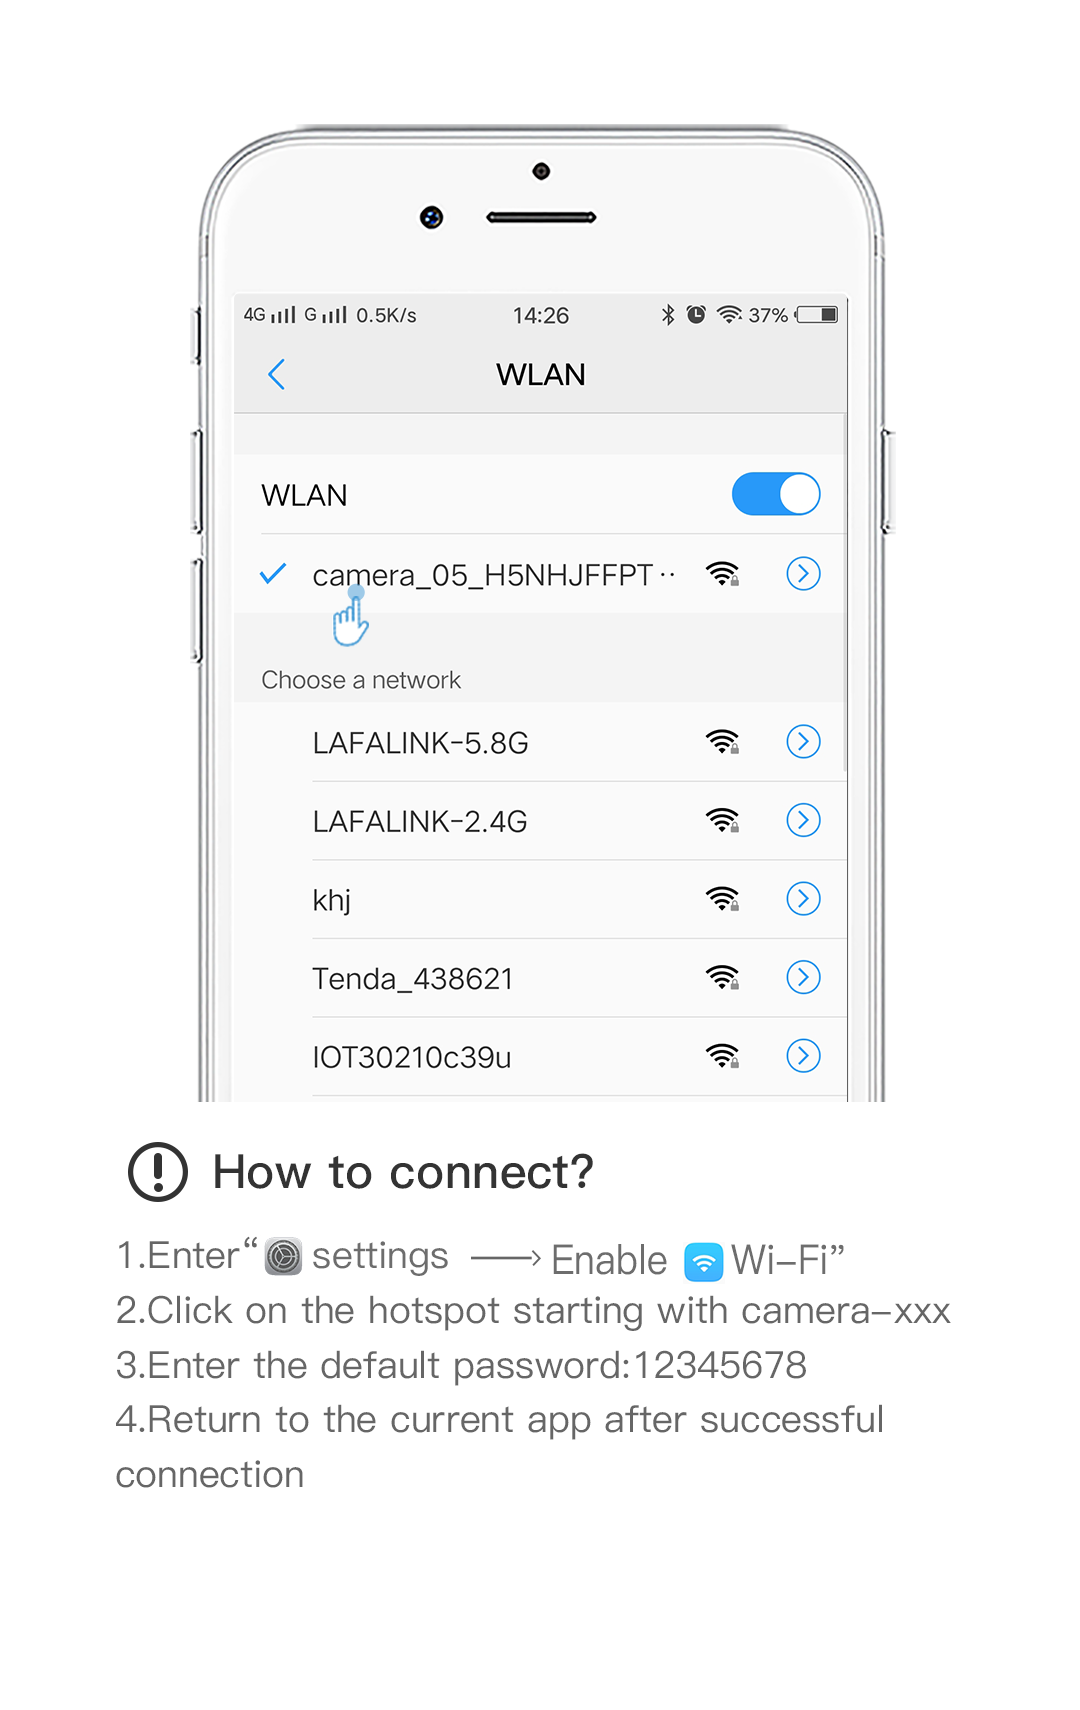 4G G 0.5K/s 14:26 37%
WLAN
WLAN
camera_05_H5NHJFFPT··
Choose a network
LAFALINK-5.8G
LAFALINK-2.4G
khj
Tenda_438621
IOT30210c39u
How to connect?
1.Enter“ settings ⟶ Enable Wi–Fi”
2.Click on the hotspot starting with camera–xxx
3.Enter the default password:12345678
4.Return to the current app after successful
connection